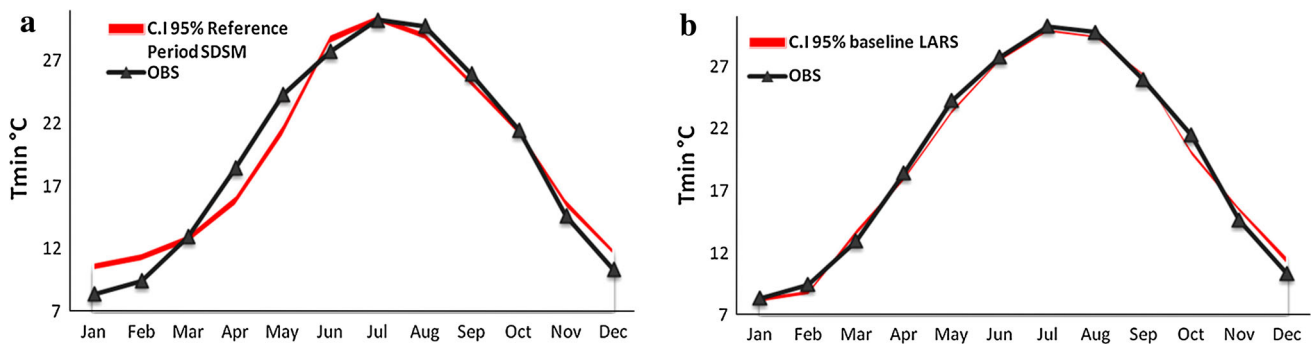 a
C.I 95% Reference
Period SDSM
OBS
Tmin °C
27
22
17
12
7
Jan Feb Mar Apr May Jun Jul Aug Sep Oct Nov Dec
b
C.I 95% baseline LARS
OBS
Tmin °C
27
22
17
12
7
Jan Feb Mar Apr May Jun Jul Aug Sep Oct Nov Dec